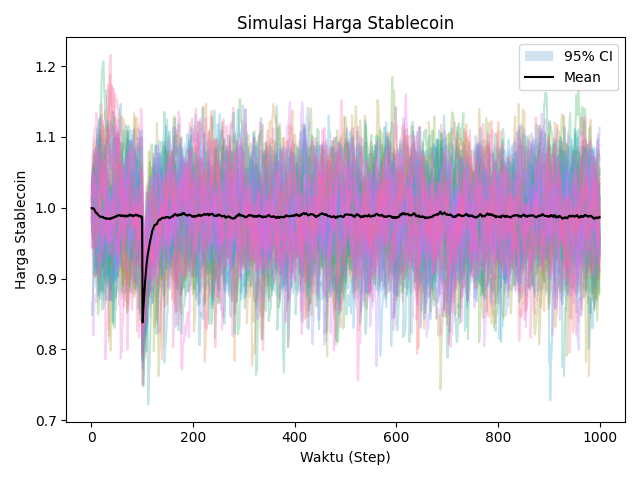 Simulasi Harga Stablecoin
95% CI
Mean
Harga Stablecoin
1.2
1.1
1.0
0.9
0.8
0.7
0
200
400
600
800
1000
Waktu (Step)